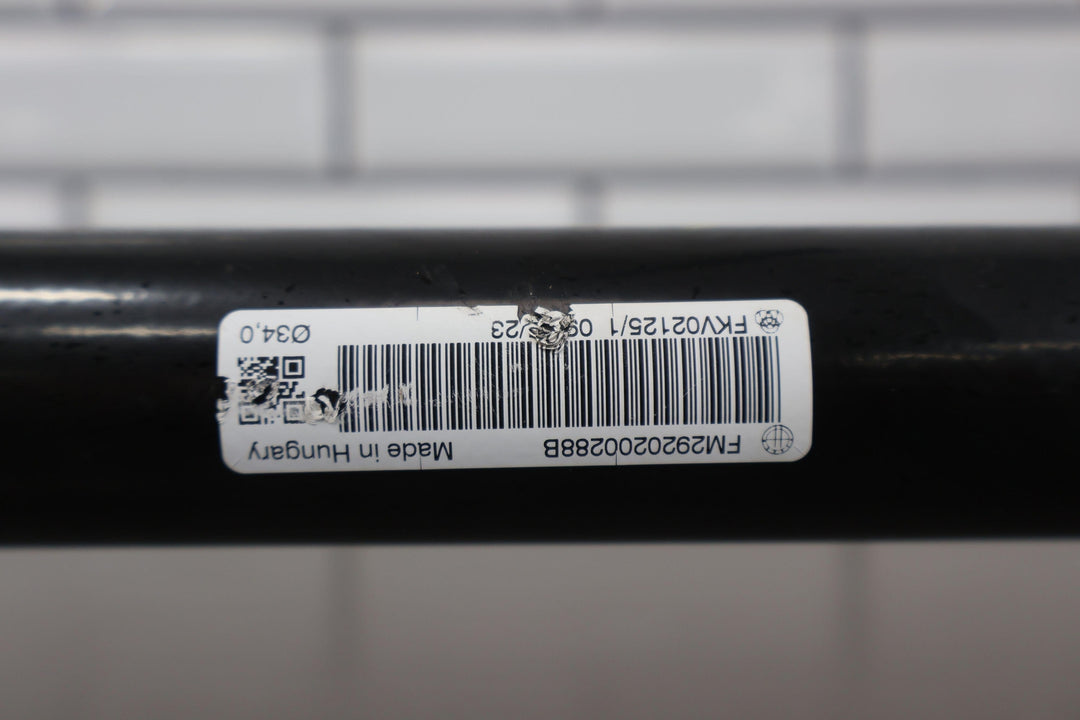 FM2920200288B Made in Hungary
FKV02125/1 Ø34,0